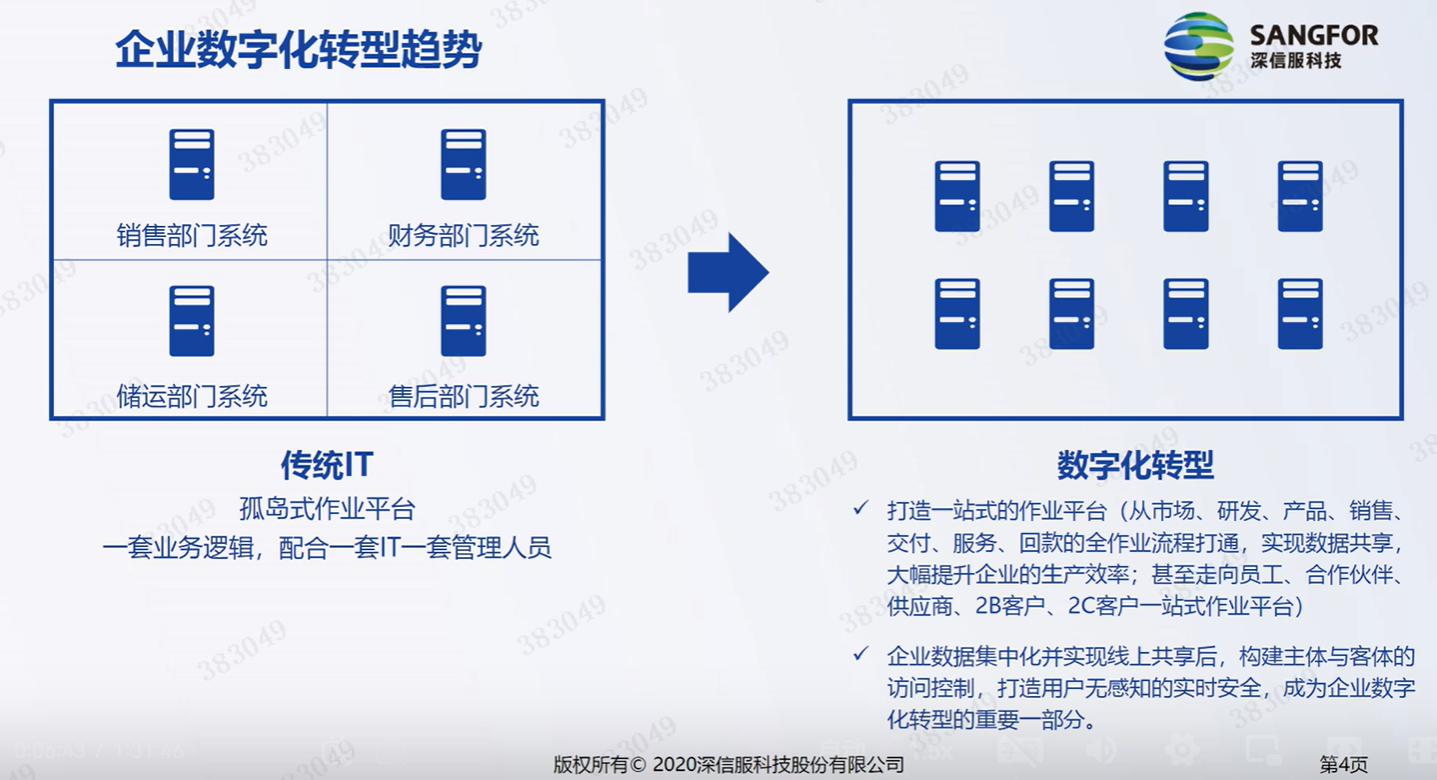 企业数字化转型趋势
SANGFOR
深信服科技
销售部门系统
财务部门系统
储运部门系统
售后部门系统
传统IT
孤岛式作业平台
一套业务逻辑，配合一套IT一套管理人员
数字化转型
✓ 打造一站式的作业平台（从市场、研发、产品、销售、
交付、服务、回款的全作业流程打通，实现数据共享，
大幅提升企业的生产效率；甚至走向员工、合作伙伴、
供应商、2B客户、2C客户一站式作业平台）
✓ 企业数据集中化并实现线上共享后，构建主体与客体的
访问控制，打造用户无感知的实时安全，成为企业数字
化转型的重要一部分。
0:06:43 / 1:31:46
自动
1.5x
版权所有© 2020深信服科技股份有限公司
第4页
383049